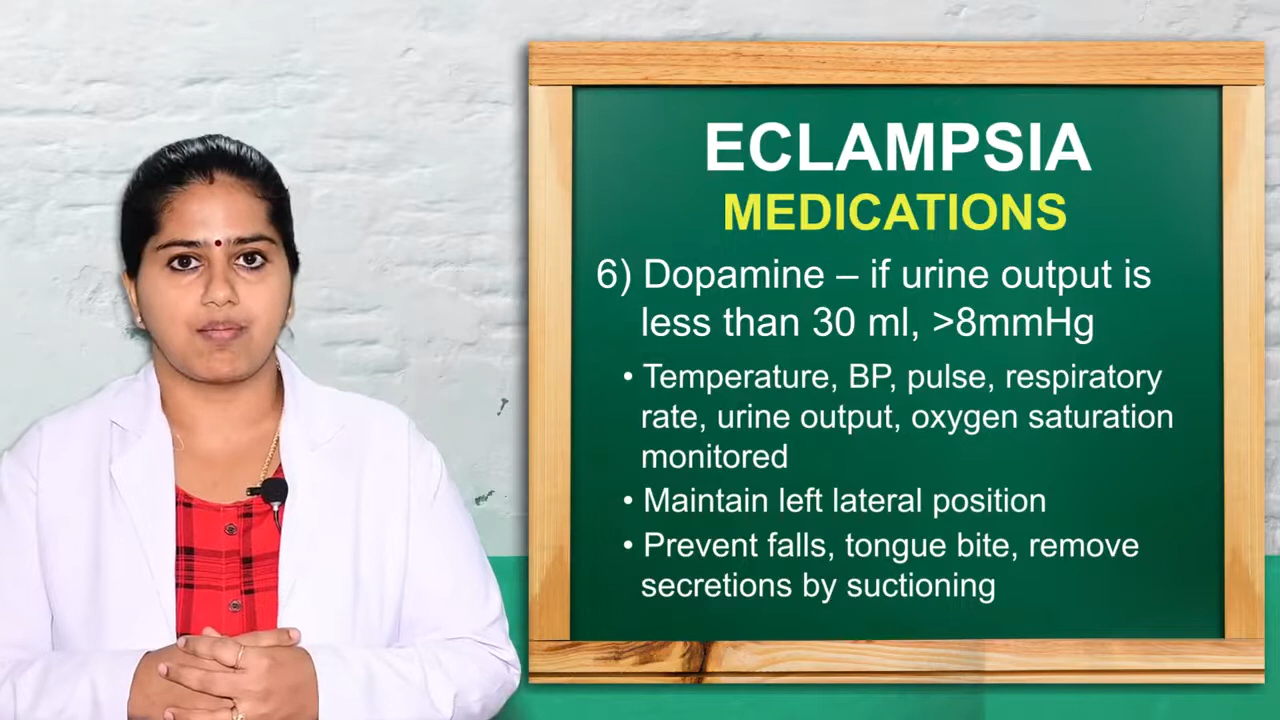 ECLAMPSIA
MEDICATIONS
6) Dopamine – if urine output is
less than 30 ml, >8mmHg
• Temperature, BP, pulse, respiratory
rate, urine output, oxygen saturation
monitored
• Maintain left lateral position
• Prevent falls, tongue bite, remove
secretions by suctioning